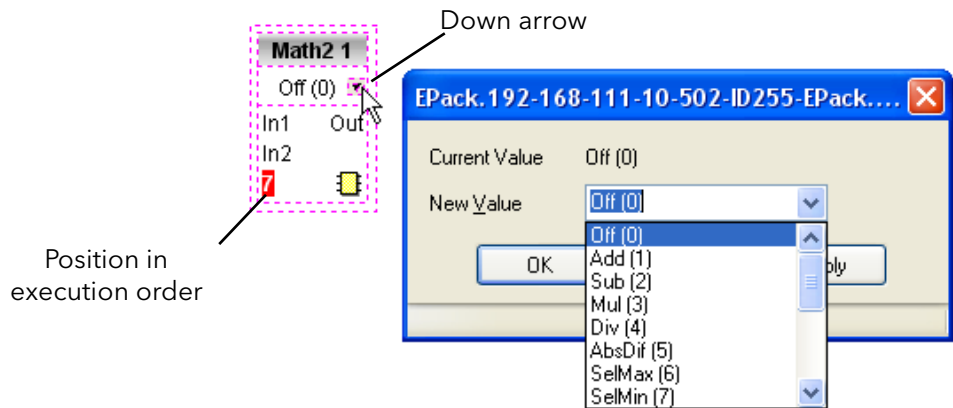 Down arrow
Math2 1
Off (0)
In1 Out
In2
7
Position in
execution order
EPack.192-168-111-10-502-ID255-EPack....
Current Value Off (0)
New Value Off (0)
Off (0)
Add (1)
Sub (2)
Mul (3)
Div (4)
AbsDif (5)
SelMax (6)
SelMin (7)
OK
ply